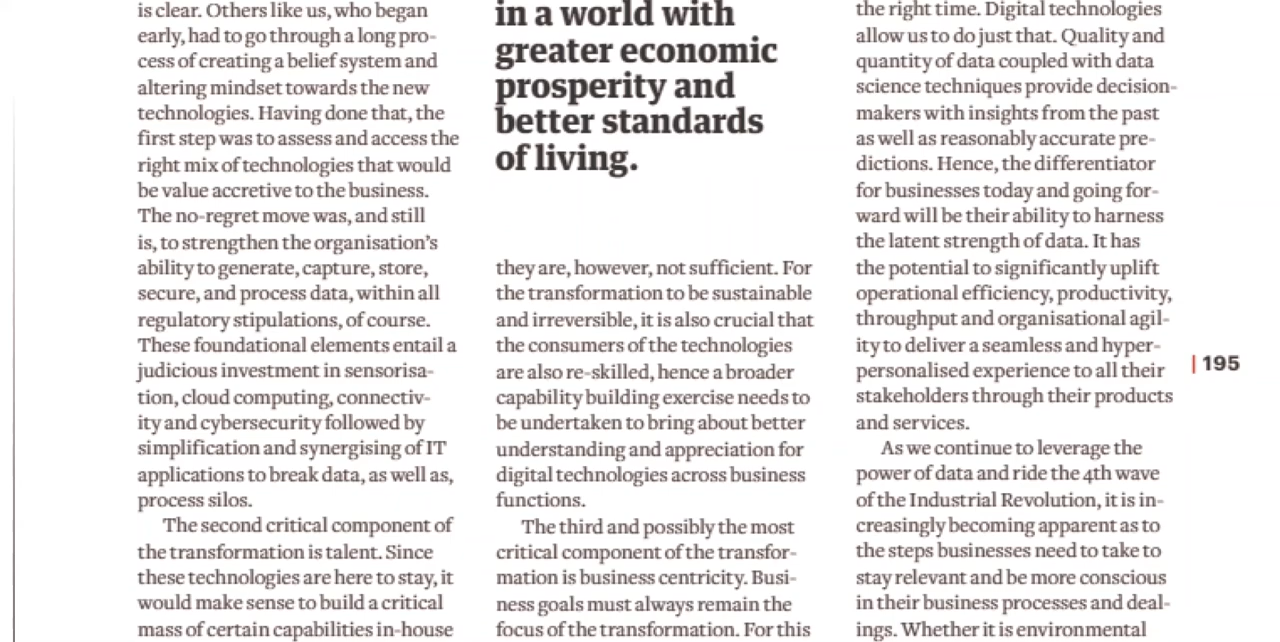 is clear. Others like us, who began
early, had to go through a long pro-
cess of creating a belief system and
altering mindset towards the new
technologies. Having done that, the
first step was to assess and access the
right mix of technologies that would
be value accretive to the business.
The no-regret move was, and still
is, to strengthen the organisation's
ability to generate, capture, store,
secure, and process data, within all
regulatory stipulations, of course.
These foundational elements entail a
judicious investment in sensorisa-
tion, cloud computing, connectiv-
ity and cybersecurity followed by
simplification and synergising of IT
applications to break data, as well as,
process silos.
The second critical component of
the transformation is talent. Since
these technologies are here to stay, it
would make sense to build a critical
mass of certain capabilities in-house
in a world with
greater economic
prosperity and
better standards
of living.
they are, however, not sufficient. For
the transformation to be sustainable
and irreversible, it is also crucial that
the consumers of the technologies
are also re-skilled, hence a broader
capability building exercise needs to
be undertaken to bring about better
understanding and appreciation for
digital technologies across business
functions.
The third and possibly the most
critical component of the transfor-
mation is business centricity. Busi-
ness goals must always remain the
focus of the transformation. For this
the right time. Digital technologies
allow us to do just that. Quality and
quantity of data coupled with data
science techniques provide decision-
makers with insights from the past
as well as reasonably accurate pre-
dictions. Hence, the differentiator
for businesses today and going for-
ward will be their ability to harness
the latent strength of data. It has
the potential to significantly uplift
operational efficiency, productivity,
throughput and organisational agil-
ity to deliver a seamless and hyper-
personalised experience to all their
stakeholders through their products
and services.
As we continue to leverage the
power of data and ride the 4th wave
of the Industrial Revolution, it is in-
creasingly becoming apparent as to
the steps businesses need to take to
stay relevant and be more conscious
in their business processes and deal-
ings. Whether it is environmental
195